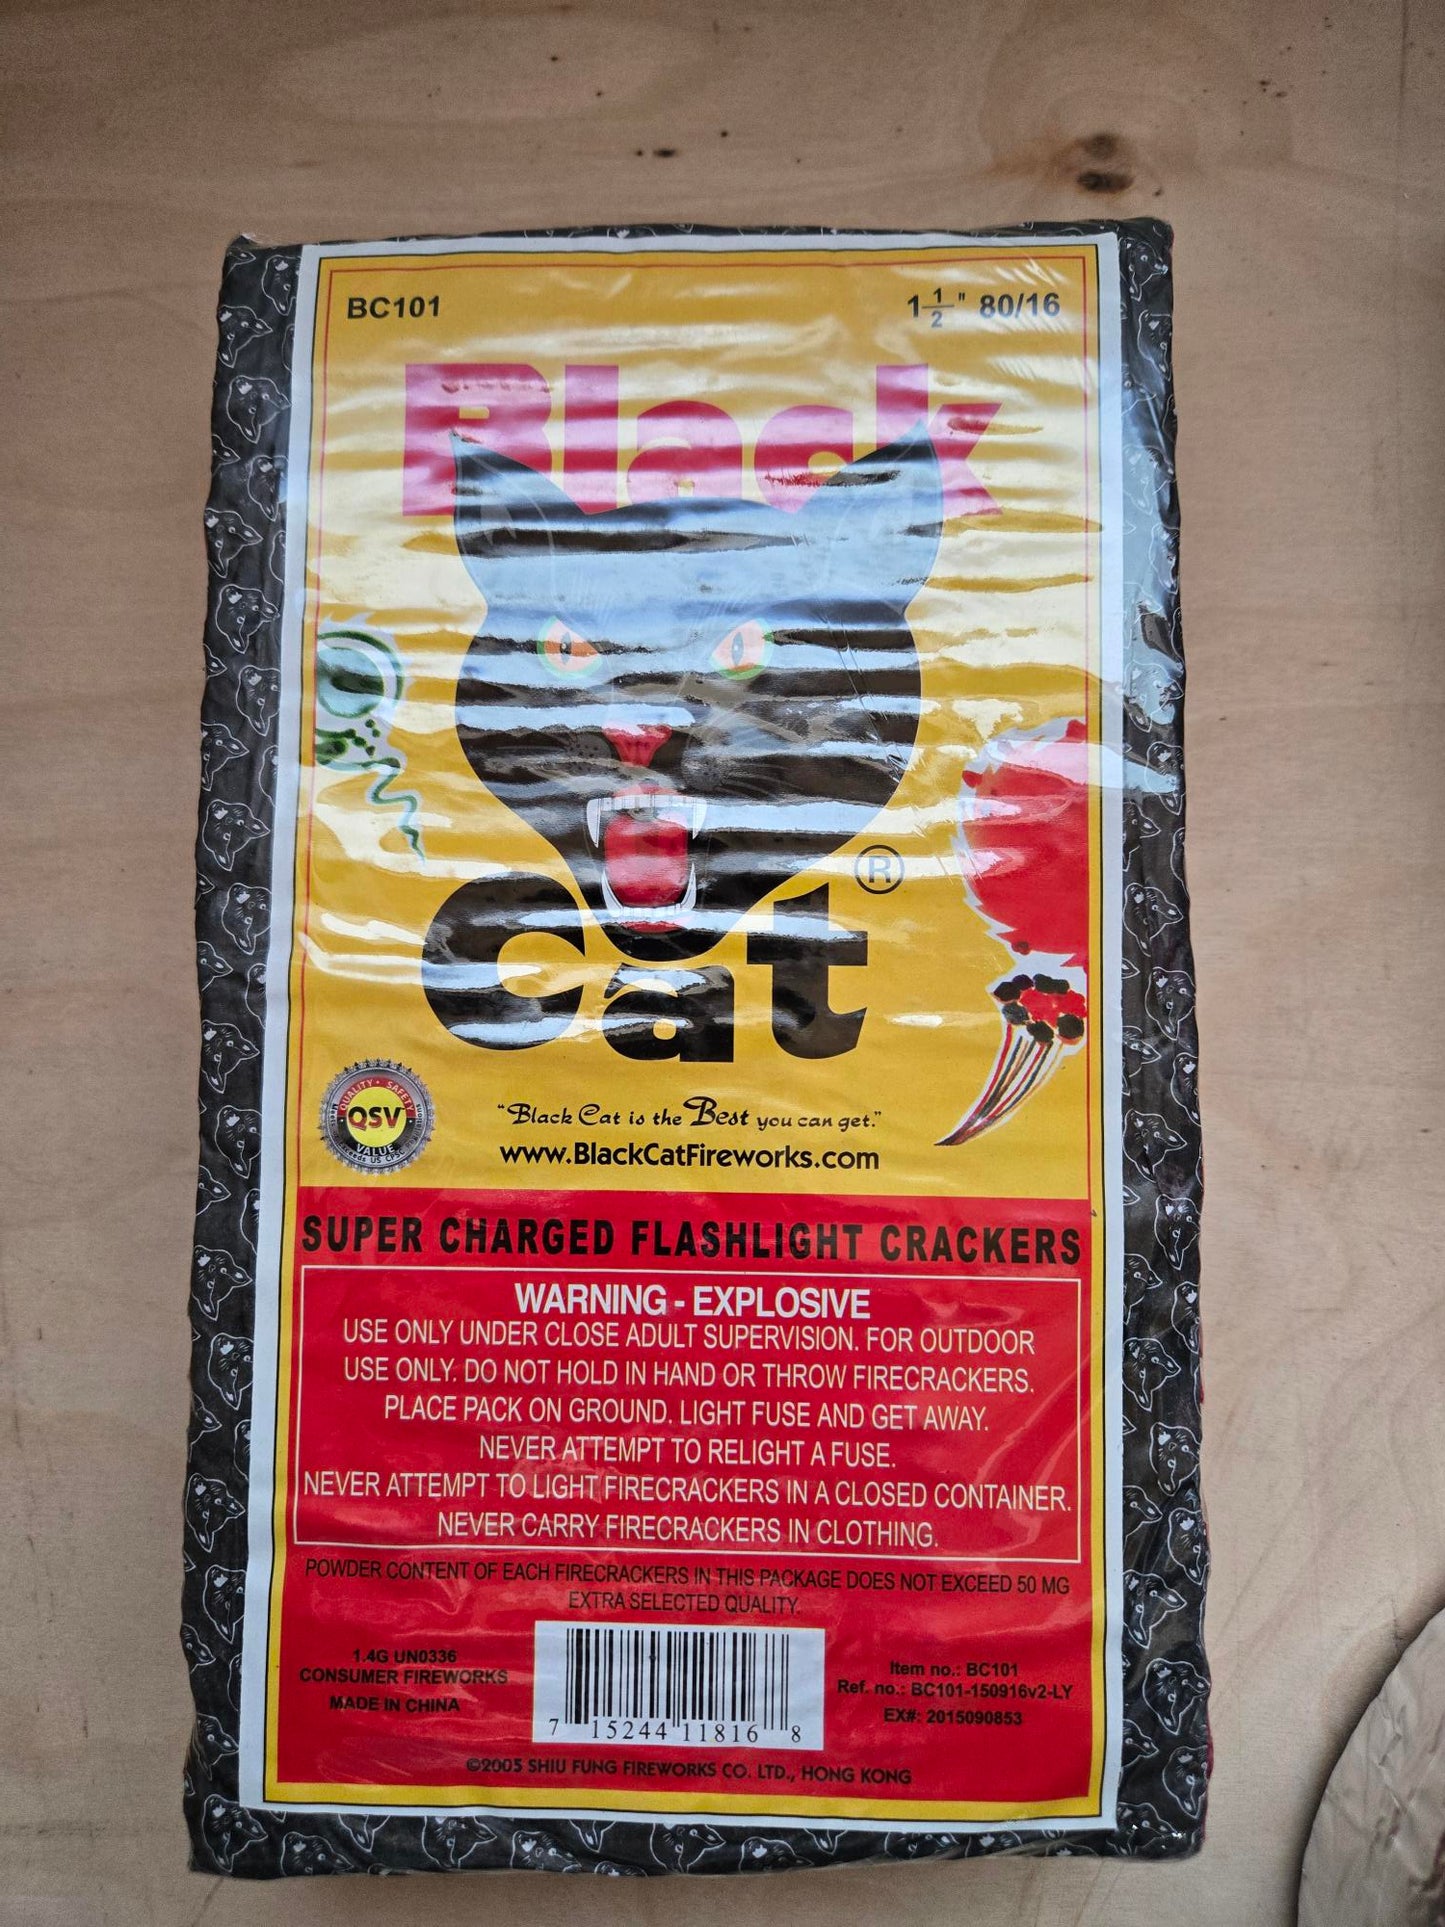 BC101
1 1/2" 80/16
Black
Cat ®
QUALITY • SAFETY
QSV
VALUE
"Black Cat is the Best you can get."
www.BlackCatFireworks.com
SUPER CHARGED FLASHLIGHT CRACKERS
WARNING - EXPLOSIVE
USE ONLY UNDER CLOSE ADULT SUPERVISION. FOR OUTDOOR
USE ONLY. DO NOT HOLD IN HAND OR THROW FIRECRACKERS.
PLACE PACK ON GROUND. LIGHT FUSE AND GET AWAY.
NEVER ATTEMPT TO RELIGHT A FUSE.
NEVER ATTEMPT TO LIGHT FIRECRACKERS IN A CLOSED CONTAINER.
NEVER CARRY FIRECRACKERS IN CLOTHING.
POWDER CONTENT OF EACH FIRECRACKERS IN THIS PACKAGE DOES NOT EXCEED 50 MG
EXTRA SELECTED QUALITY.
1.4G UN0336
CONSUMER FIREWORKS
MADE IN CHINA
7 15244 11816 8
Item no.: BC101
Ref. no.: BC101-150916v2-LY
EX#: 2015090853
©2005 SHIU FUNG FIREWORKS CO. LTD., HONG KONG